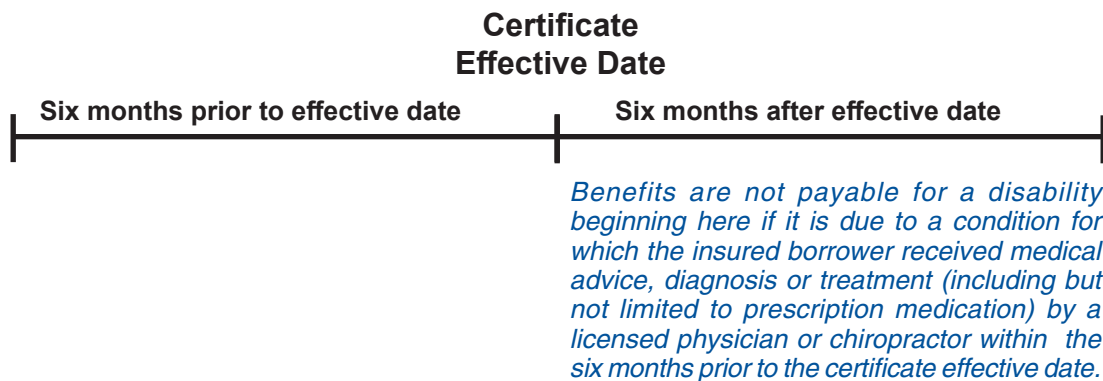 Certificate
Effective Date
Six months prior to effective date
Six months after effective date
Benefits are not payable for a disability
beginning here if it is due to a condition for
which the insured borrower received medical
advice, diagnosis or treatment (including but
not limited to prescription medication) by a
licensed physician or chiropractor within the
six months prior to the certificate effective date.